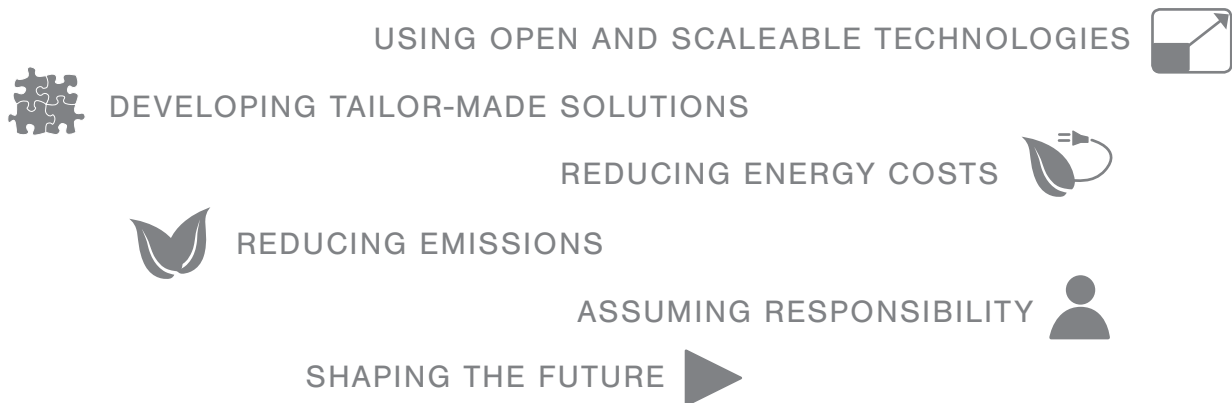 USING OPEN AND SCALEABLE TECHNOLOGIES
DEVELOPING TAILOR-MADE SOLUTIONS
REDUCING ENERGY COSTS
REDUCING EMISSIONS
ASSUMING RESPONSIBILITY
SHAPING THE FUTURE